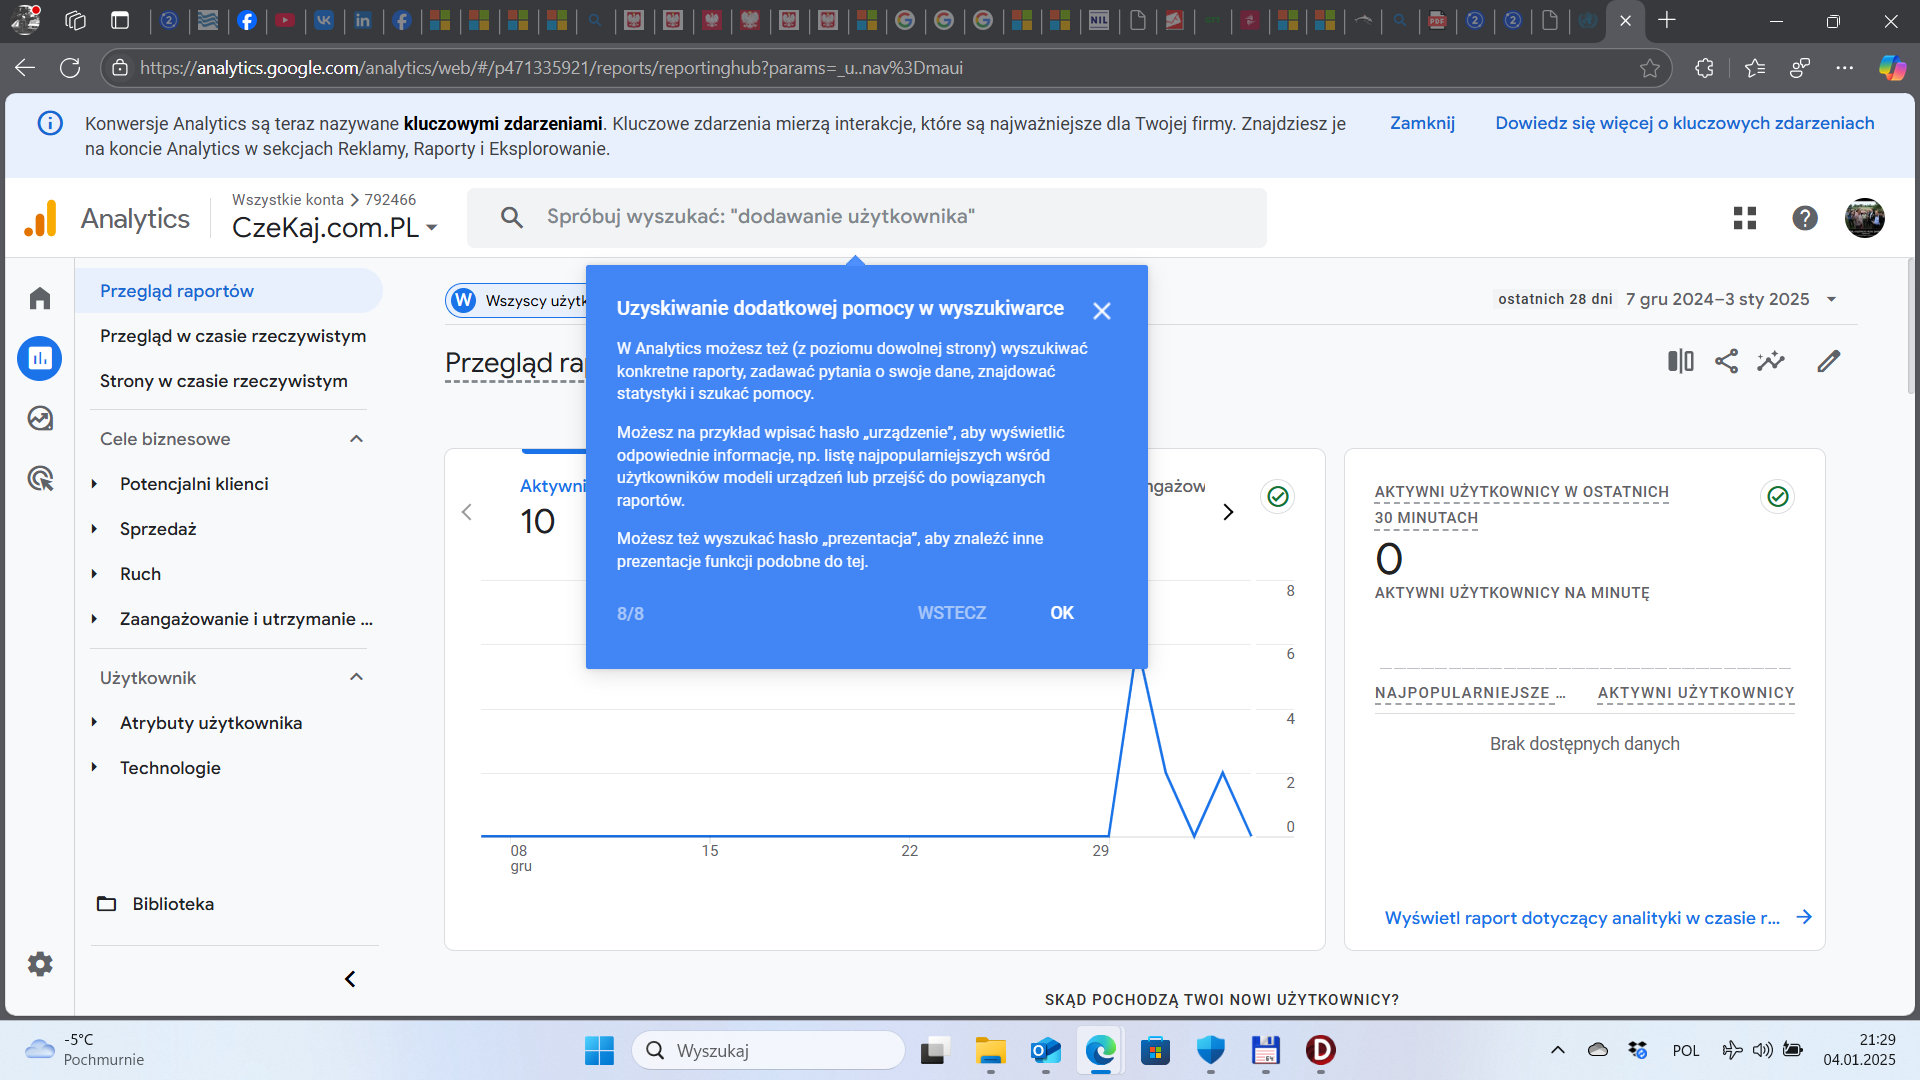 https://analytics.google.com/analytics/web/#/p471335921/reports/reportinghub?params=_u..nav%3Dmaui
Konwersje Analytics są teraz nazywane kluczowymi zdarzeniami. Kluczowe zdarzenia mierzą interakcje, które są najważniejsze dla Twojej firmy. Znajdziesz je
na koncie Analytics w sekcjach Reklamy, Raporty i Eksplorowanie.
Zamknij
Dowiedz się więcej o kluczowych zdarzeniach
Analytics
Wszystkie konta > 792466
CzeKaj.com.PL
Spróbuj wyszukać: "dodawanie użytkownika"
Przegląd raportów
Przegląd w czasie rzeczywistym
Strony w czasie rzeczywistym
Cele biznesowe
Potencjalni klienci
Sprzedaż
Ruch
Zaangażowanie i utrzymanie ...
Użytkownik
Atrybuty użytkownika
Technologie
Biblioteka
W Wszyscy użytk
ostatnich 28 dni 7 gru 2024–3 sty 2025
Przegląd ra
Uzyskiwanie dodatkowej pomocy w wyszukiwarce
W Analytics możesz też (z poziomu dowolnej strony) wyszukiwać
konkretne raporty, zadawać pytania o swoje dane, znajdować
statystyki i szukać pomocy.
Możesz na przykład wpisać hasło „urządzenie”, aby wyświetlić
odpowiednie informacje, np. listę najpopularniejszych wśród
użytkowników modeli urządzeń lub przejść do powiązanych
raportów.
Możesz też wyszukać hasło „prezentacja”, aby znaleźć inne
prezentacje funkcji podobne do tej.
8/8
WSTECZ
OK
Aktywni
10
ngażow
8
6
4
2
0
08
gru
15
22
29
AKTYWNI UŻYTKOWNICY W OSTATNICH
30 MINUTACH
0
AKTYWNI UŻYTKOWNICY NA MINUTĘ
NAJPOPULARNIEJSZE ...
AKTYWNI UŻYTKOWNICY
Brak dostępnych danych
Wyświetl raport dotyczący analityki w czasie r...
SKĄD POCHODZĄ TWOI NOWI UŻYTKOWNICY?
-5°C
Pochmurnie
Wyszukaj
POL
21:29
04.01.2025